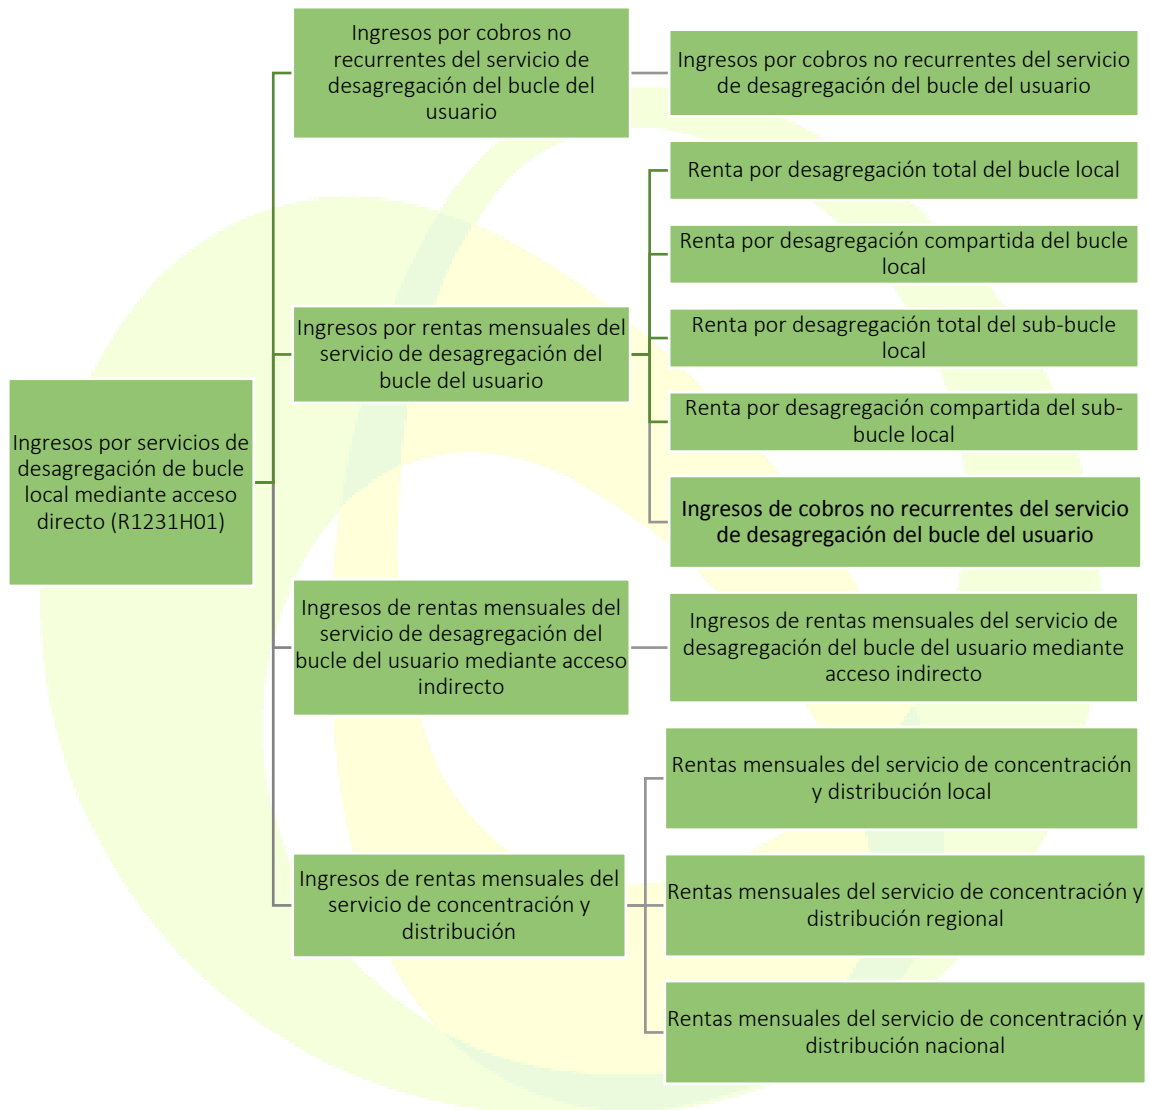 Ingresos por servicios de
desagregación de bucle
local mediante acceso
directo (R1231H01)
Ingresos por cobros no
recurrentes del servicio de
desagregación del bucle del
usuario
Ingresos por cobros no recurrentes del servicio
de desagregación del bucle del usuario
Ingresos por rentas mensuales del
servicio de desagregación del
bucle del usuario
Renta por desagregación total del bucle local
Renta por desagregación compartida del bucle
local
Renta por desagregación total del sub-bucle
local
Renta por desagregación compartida del sub-
bucle local
Ingresos de cobros no recurrentes del servicio
de desagregación del bucle del usuario
Ingresos de rentas mensuales del
servicio de desagregación del
bucle del usuario mediante acceso
indirecto
Ingresos de rentas mensuales del servicio de
desagregación del bucle del usuario mediante
acceso indirecto
Ingresos de rentas mensuales del
servicio de concentración y
distribución
Rentas mensuales del servicio de concentración
y distribución local
Rentas mensuales del servicio de concentración y
distribución regional
Rentas mensuales del servicio de concentración y
distribución nacional